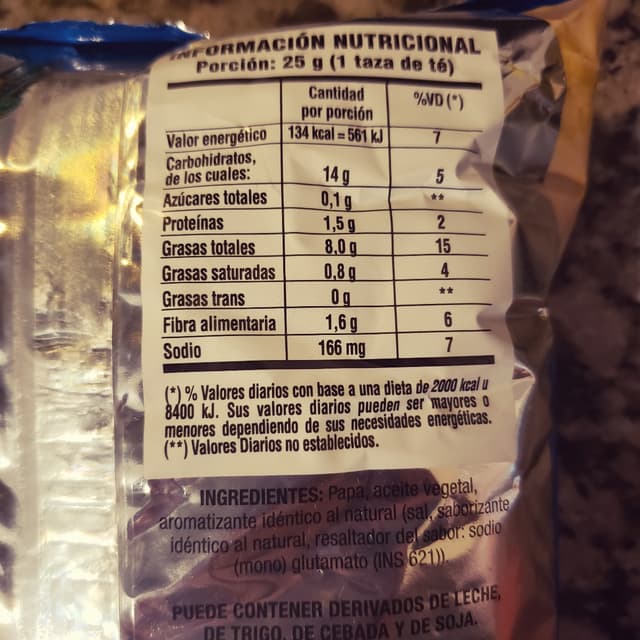 INFORMACIÓN NUTRICIONAL
Porción: 25 g (1 taza de té)
Cantidad por porción %VD (*)
Valor energético 134 kcal = 561 kJ 7
Carbohidratos,
de los cuales: 14 g 5
Azúcares totales 0,1 g **
Proteínas 1,5 g 2
Grasas totales 8,0 g 15
Grasas saturadas 0,8 g 4
Grasas trans 0 g **
Fibra alimentaria 1,6 g 6
Sodio 166 mg 7
(*) % Valores diarios con base a una dieta de 2000 kcal u
8400 kJ. Sus valores diarios pueden ser mayores o
menores dependiendo de sus necesidades energéticas.
(**) Valores Diarios no establecidos.
INGREDIENTES: Papa, aceite vegetal,
aromatizante idéntico al natural (sal, saborizante
idéntico al natural, resaltador del sabor: sodio
(mono) glutamato (INS 621)).
PUEDE CONTENER DERIVADOS DE LECHE,
DE TRIGO, DE CEBADA Y DE SOJA.